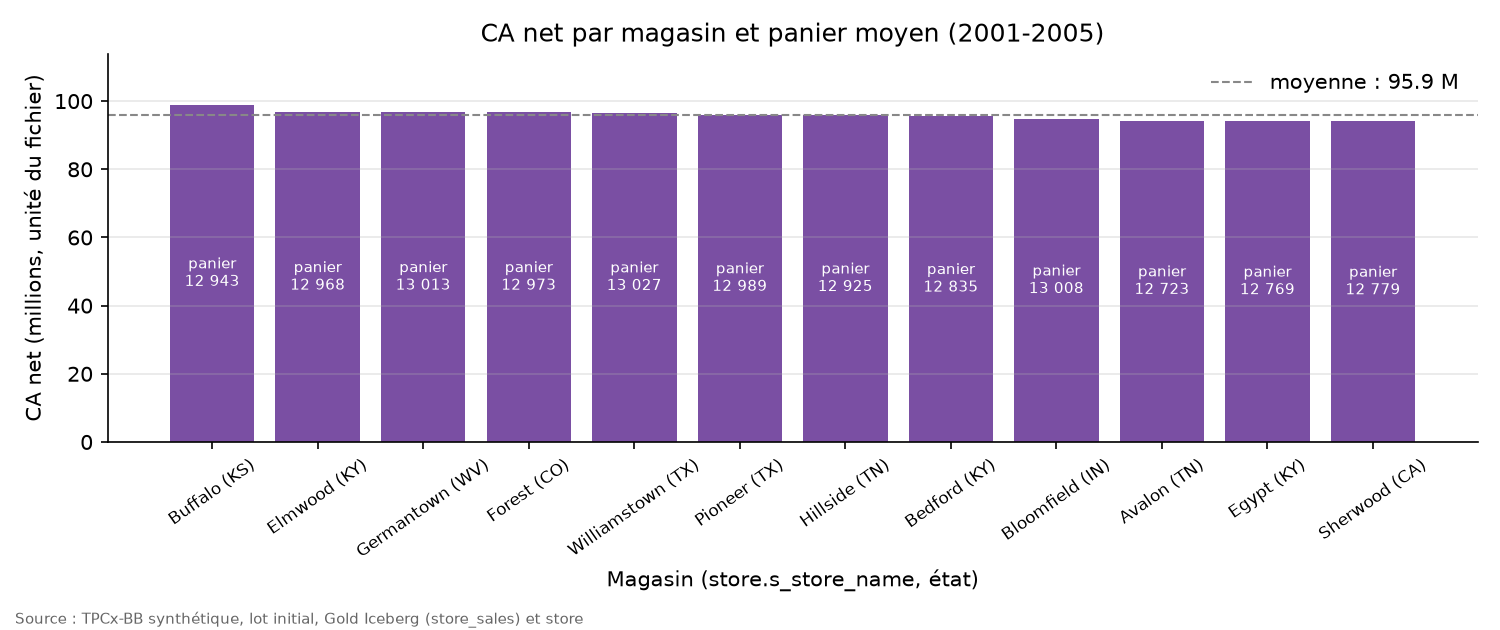 CA net par magasin et panier moyen (2001-2005)
moyenne : 95.9 M
CA net (millions, unité du fichier)
100
80
60
40
20
0
panier
12 943
panier
12 968
panier
13 013
panier
12 973
panier
13 027
panier
12 989
panier
12 925
panier
12 835
panier
13 008
panier
12 723
panier
12 769
panier
12 779
Buffalo (KS)
Elmwood (KY)
Germantown (WV)
Forest (CO)
Williamstown (TX)
Pioneer (TX)
Hillside (TN)
Bedford (KY)
Bloomfield (IN)
Avalon (TN)
Egypt (KY)
Sherwood (CA)
Magasin (store.s_store_name, état)
Source : TPCx-BB synthétique, lot initial, Gold Iceberg (store_sales) et store